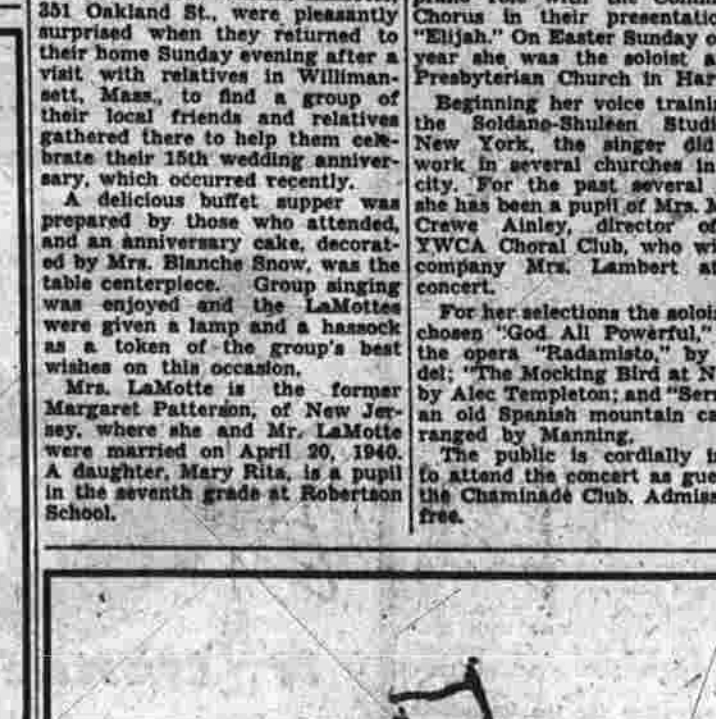 351 Oakland St., were pleasantly
surprised when they returned to
their home Sunday evening after a
visit with relatives in Williman-
sett, Mass., to find a group of
their local friends and relatives
gathered there to help them cele-
brate their 15th wedding anniver-
sary, which occurred recently.
A delicious buffet supper was
prepared by those who attended,
and an anniversary cake, decorat-
ed by Mrs. Blanche Snow, was the
table centerpiece. Group singing
was enjoyed and the LaMottes
were given a lamp and a hassock
as a token of the group's best
wishes on this occasion.
Mrs. LaMotte is the former
Margaret Patterson, of New Jer-
sey, where she and Mr. LaMotte
were married on April 20, 1940.
A daughter, Mary Rita, is a pupil
in the seventh grade at Robertson
School.
Chorus in their presentatio
"Elijah." On Easter Sunday o
year she was the soloist a
Presbyterian Church in Har
Beginning her voice traini
the Soldano-Shuleen Studi
New York, the singer did
work in several churches in
city. For the past several
she has been a pupil of Mrs. M
Crewe Ainley, director of
YWCA Choral Club, who wi
company Mrs. Lambert at
concert.
For her selections the solois
chosen "God All Powerful,"
the opera "Radamisto," by
del; "The Mocking Bird at N
by Alec Templeton; and "Ser
an old Spanish mountain ca
ranged by Manning.
The public is cordially i
to attend the concert as gue
the Chaminade Club. Admiss
free.